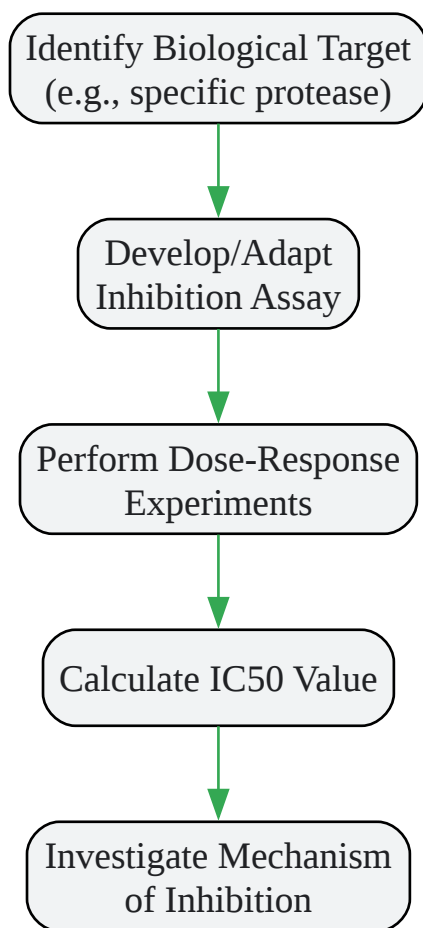 Identify Biological Target
(e.g., specific protease)
Develop/Adapt
Inhibition Assay
Perform Dose-Response
Experiments
Calculate IC50 Value
Investigate Mechanism
of Inhibition